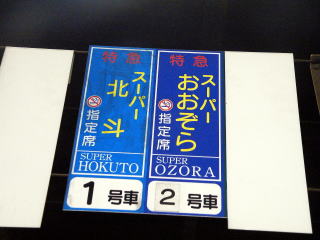 特急
スーパー
北斗
指定席
SUPER
HOKUTO
1号車
特急
スーパー
おおぞら
指定席
SUPER
OZORA
2号車